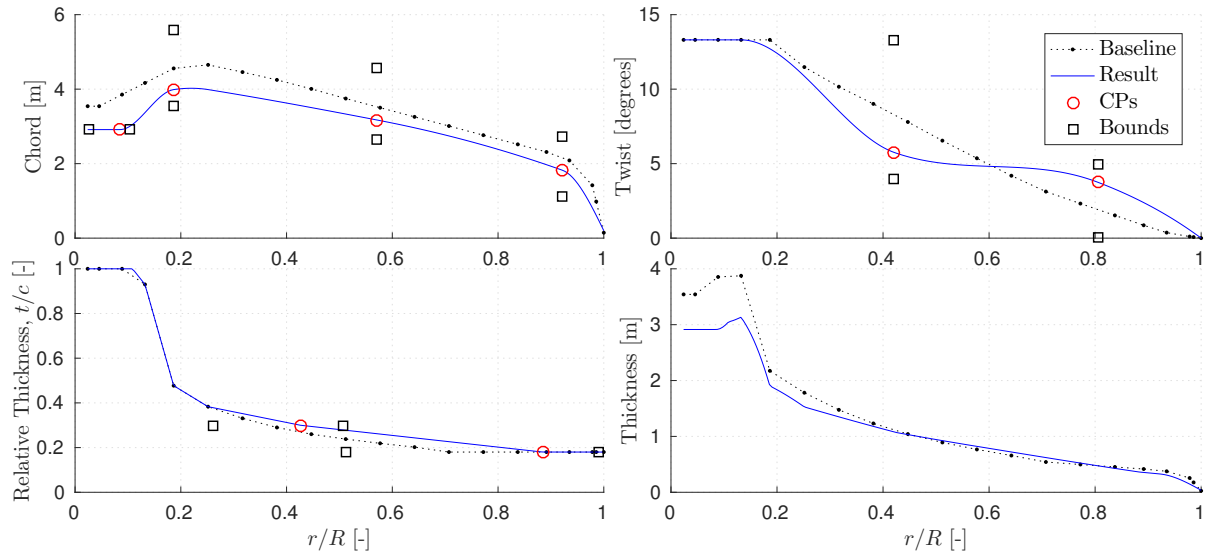 Chord [m]
6
4
2
0
0 0.2 0.4 0.6 0.8 1
Twist [degrees]
15
10
5
0
0 0.2 0.4 0.6 0.8 1
Baseline
Result
CPs
Bounds
Relative Thickness, t/c [-]
1
0.8
0.6
0.4
0.2
0
0 0.2 0.4 0.6 0.8 1
r/R [-]
Thickness [m]
4
3
2
1
0
0 0.2 0.4 0.6 0.8 1
r/R [-]